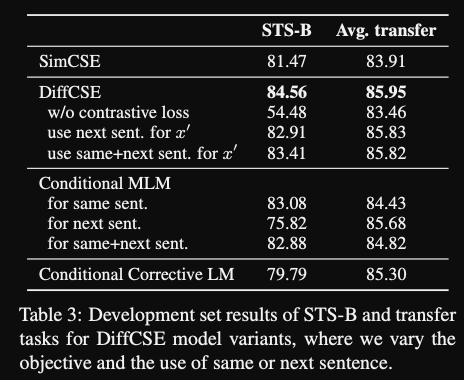 STS-B Avg. transfer
SimCSE 81.47 83.91
DiffCSE 84.56 85.95
w/o contrastive loss 54.48 83.46
use next sent. for x′ 82.91 85.83
use same+next sent. for x′ 83.41 85.82
Conditional MLM
for same sent. 83.08 84.43
for next sent. 75.82 85.68
for same+next sent. 82.88 84.82
Conditional Corrective LM 79.79 85.30
Table 3: Development set results of STS-B and transfer
tasks for DiffCSE model variants, where we vary the
objective and the use of same or next sentence.